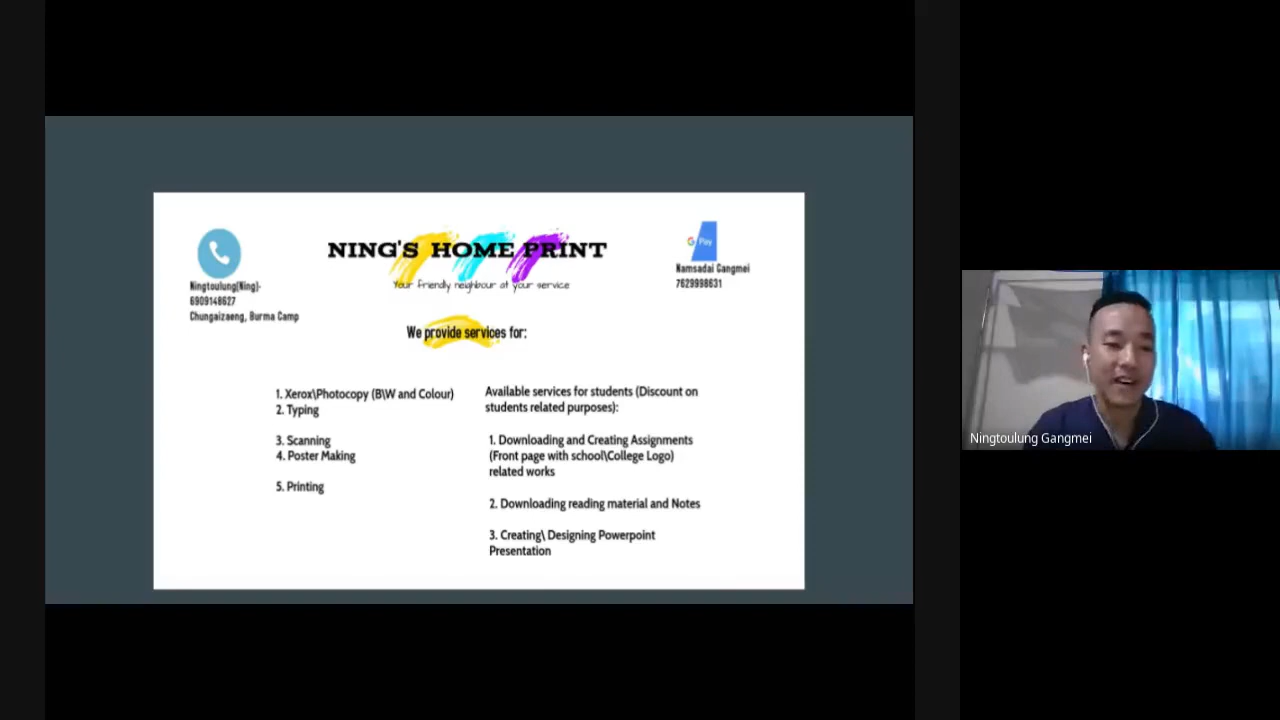 NING'S HOME PRINT
Your friendly neighbour at your service
Ningtoulung(Ning)-
6909148627
Chungaizaeng, Burma Camp
G Pay
Namsadai Gangmei
7629998631
We provide services for:
1. Xerox\Photocopy (B\W and Colour)
2. Typing
3. Scanning
4. Poster Making
5. Printing
Available services for students (Discount on
students related purposes):
1. Downloading and Creating Assignments
(Front page with school\College Logo)
related works
2. Downloading reading material and Notes
3. Creating\ Designing Powerpoint
Presentation
Ningtoulung Gangmei